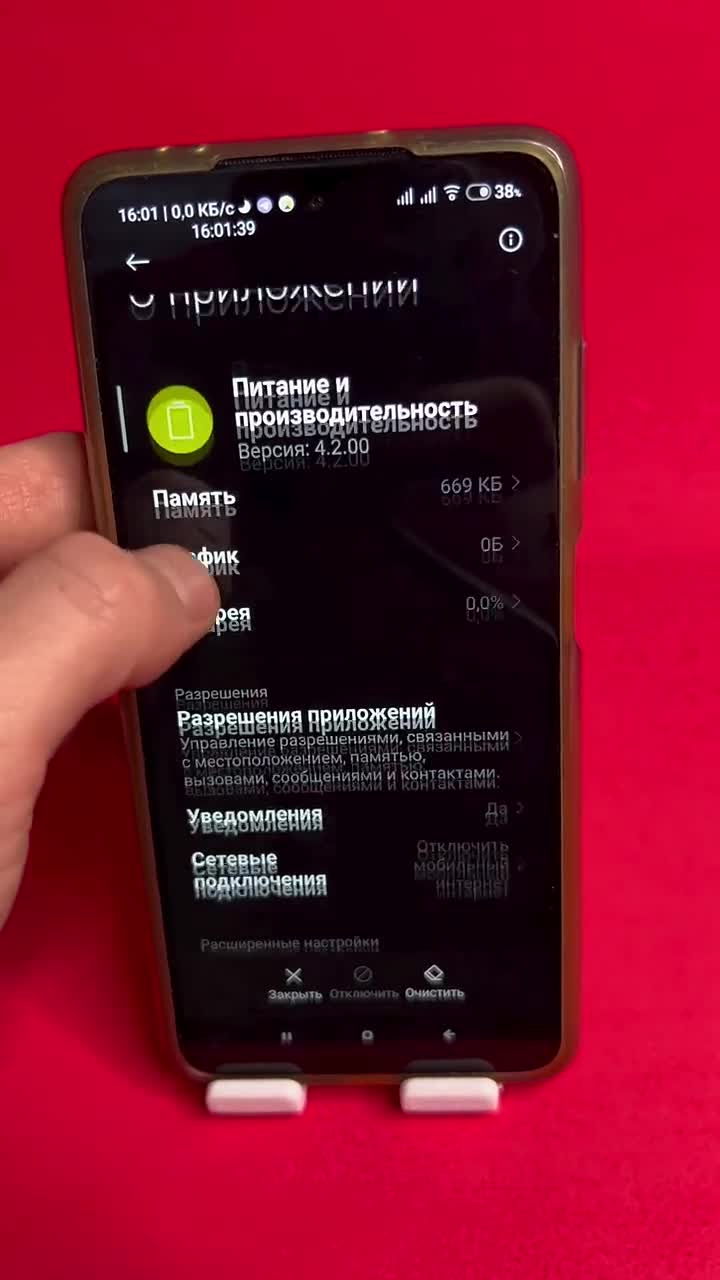 16:01 | 0,0 КБ/с
38%
16:01:39
О приложении
Питание и
производительность
Версия: 4.2.00
Память
669 КБ
фик
0Б
рея
0,0%
Разрешения
Разрешения приложений
Управление разрешениями, связанными
с местоположением, памятью,
вызовами, сообщениями и контактами.
Уведомления
Да
Сетевые
подключения
Отключить
мобильный
интернет
Расширенные настройки
Закрыть
Отключить
Очистить